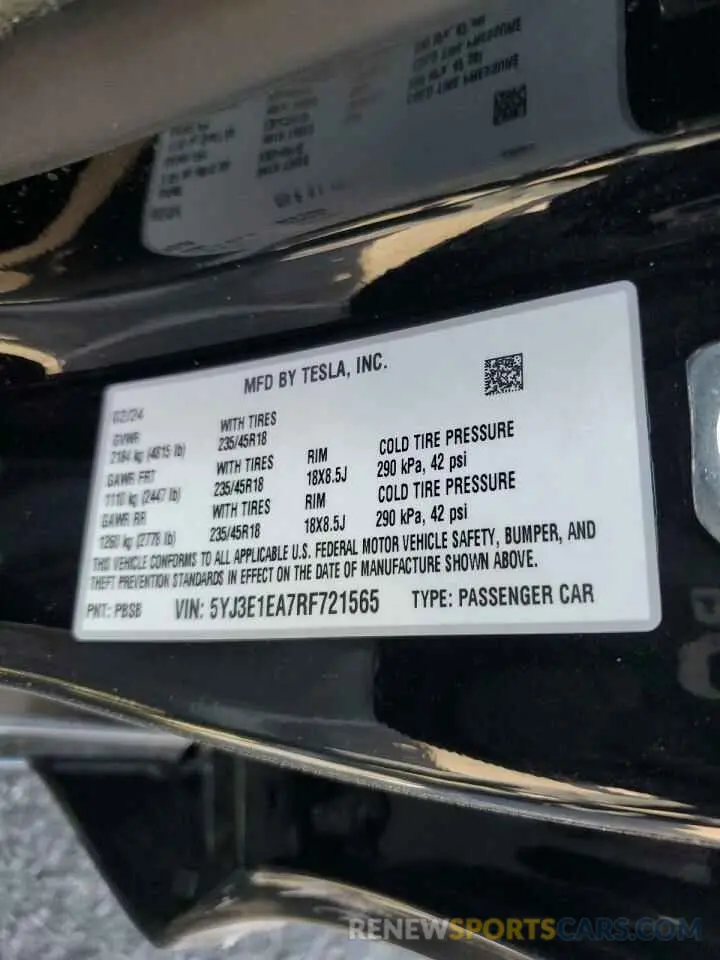 MFD BY TESLA, INC.
02/24
GVWR
2184 kg (4815 lb)
WITH TIRES
235/45R18
GAWR FRT
1110 kg (2447 lb)
WITH TIRES
235/45R18
RIM
18X8.5J
COLD TIRE PRESSURE
290 kPa, 42 psi
GAWR RR
1260 kg (2778 lb)
WITH TIRES
235/45R18
RIM
18X8.5J
COLD TIRE PRESSURE
290 kPa, 42 psi
THIS VEHICLE CONFORMS TO ALL APPLICABLE U.S. FEDERAL MOTOR VEHICLE SAFETY, BUMPER, AND
THEFT PREVENTION STANDARDS IN EFFECT ON THE DATE OF MANUFACTURE SHOWN ABOVE.
PNT: PBSB VIN: 5YJ3E1EA7RF721565 TYPE: PASSENGER CAR
RENEWSPORTSCARS.COM